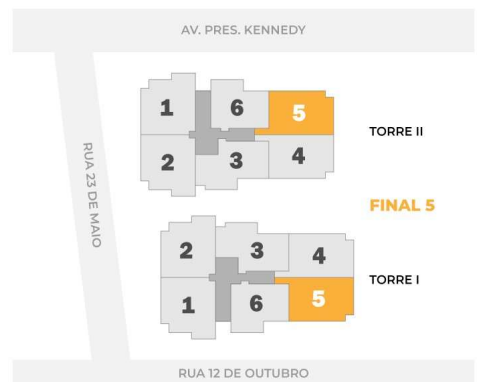 AV. PRES. KENNEDY
1 6 5
TORRE II
2 3 4
RUA 23 DE MAIO
FINAL 5
2 3 4
TORRE I
1 6 5
RUA 12 DE OUTUBRO